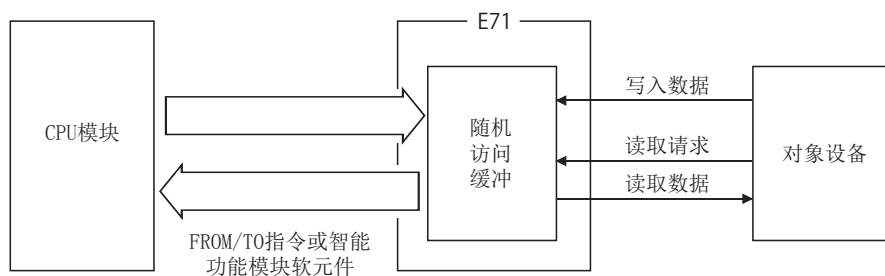 E71
CPU模块
随机
访问
缓冲
写入数据
读取请求
读取数据
对象设备
FROM/TO指令或智能
功能模块软元件